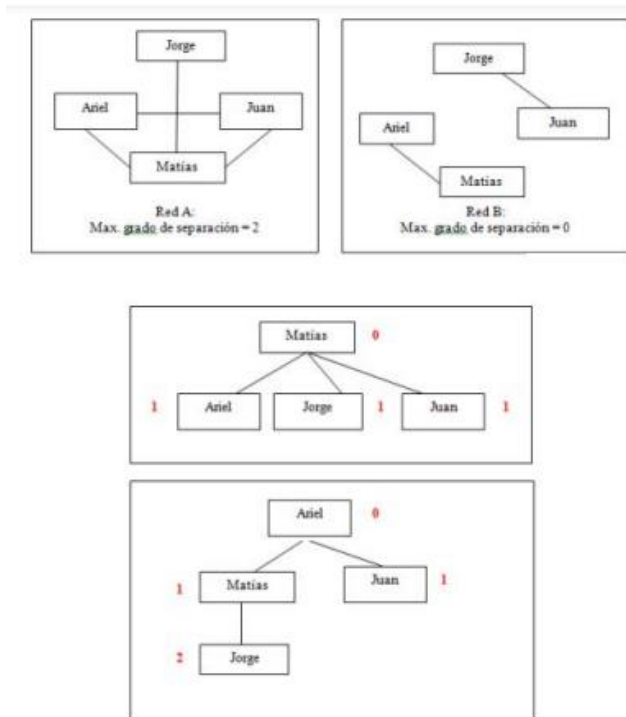 Jorge
Ariel
Juan
Matías
Red A:
Max. grado de separación = 2
Jorge
Juan
Ariel
Matías
Red B:
Max. grado de separación = 0
Matías 0
1 Ariel Jorge 1 Juan 1
Ariel 0
1 Matías Juan 1
2 Jorge